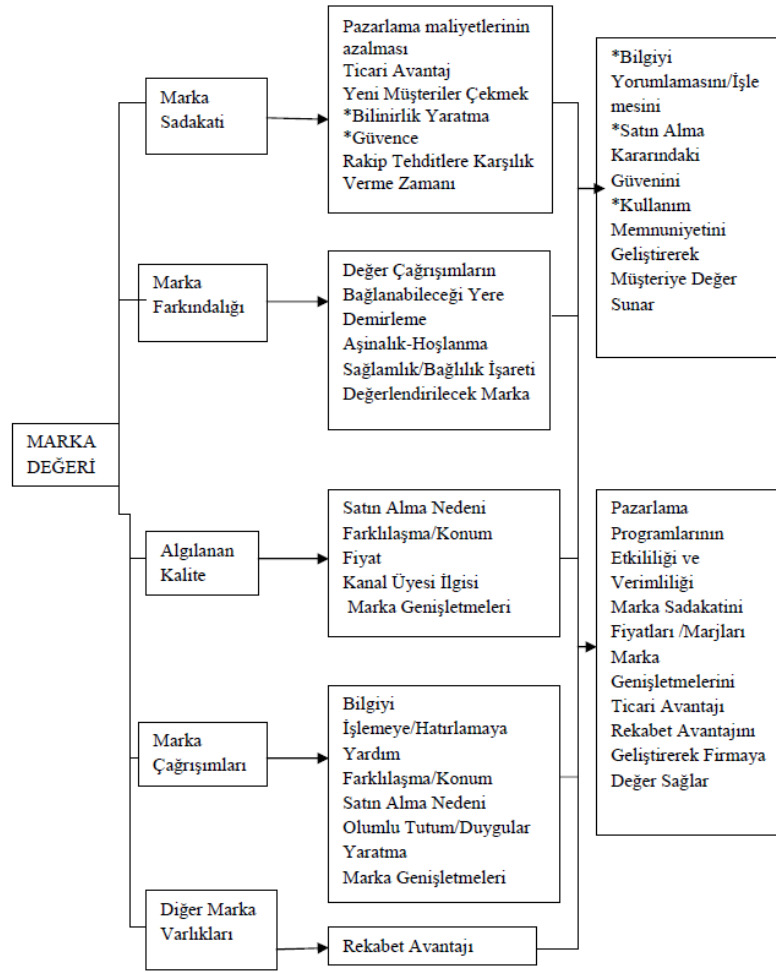 MARKA
DEĞERİ
Marka
Sadakati
Pazarlama maliyetlerinin
azalması
Ticari Avantaj
Yeni Müşteriler Çekmek
*Bilinirlik Yaratma
*Güvence
Rakip Tehditlere Karşılık
Verme Zamanı
Marka
Farkındalığı
Değer Çağrışımların
Bağlanabileceği Yere
Demirleme
Aşinalık-Hoşlanma
Sağlamlık/Bağlılık İşareti
Değerlendirilecek Marka
Algılanan
Kalite
Satın Alma Nedeni
Farklılaşma/Konum
Fiyat
Kanal Üyesi İlgisi
Marka Genişletmeleri
Marka
Çağrışımları
Bilgiyi
İşlemeye/Hatırlamaya
Yardım
Farklılaşma/Konum
Satın Alma Nedeni
Olumlu Tutum/Duygular
Yaratma
Marka Genişletmeleri
Diğer Marka
Varlıkları
Rekabet Avantajı
*Bilgiyi
Yorumlamasını/İşle
mesini
*Satın Alma
Kararındaki
Güvenini
*Kullanım
Memnuniyetini
Geliştirerek
Müşteriye Değer
Sunar
Pazarlama
Programlarının
Etkililiği ve
Verimliliği
Marka Sadakatini
Fiyatları /Marjları
Marka
Genişletmelerini
Ticari Avantajı
Rekabet Avantajını
Geliştirerek Firmaya
Değer Sağlar